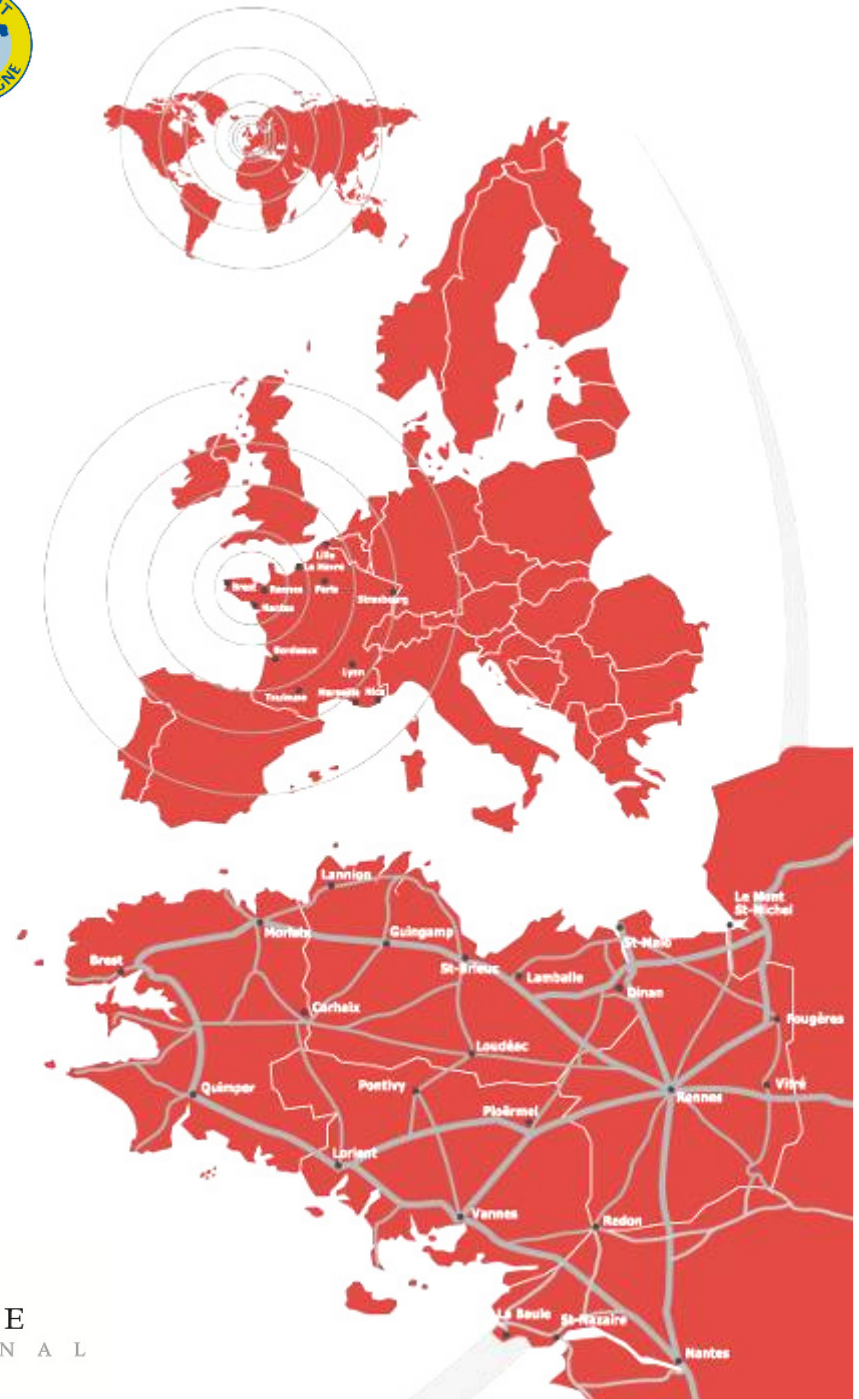 Lille
Le Havre
Brest
Rennes
Paris
Nantes
Strasbourg
Bordeaux
Lyon
Toulouse
Marseille
Nice
Lannion
Le Mont
St-Michel
Morlaix
Guingamp
St-Malo
Brest
St-Brieuc
Lamballe
Dinan
Carhaix
Fougères
Loudéac
Quimper
Pontivy
Vitré
Rennes
Ploërmel
Lorient
Vannes
Redon
La Baule
St-Nazaire
Nantes
E
N A L